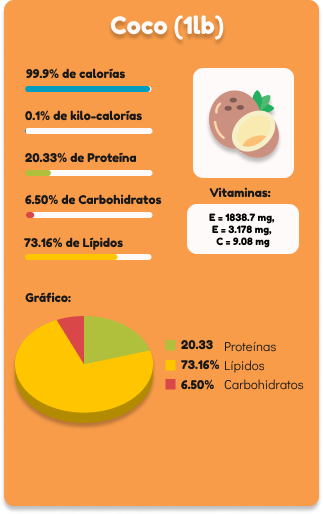 Coco (1lb)
99.9% de calorías
0.1% de kilo-calorías
20.33% de Proteína
6.50% de Carbohidratos
73.16% de Lípidos
Vitaminas:
E = 1838.7 mg,
E = 3.178 mg,
C = 9.08 mg
Gráfico:
20.33 Proteínas
73.16% Lípidos
6.50% Carbohidratos